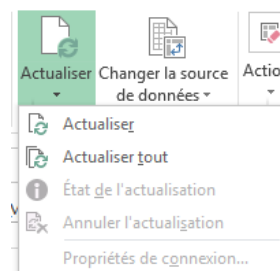 Actualiser
Changer la source
de données
Actio
Actualiser
Actualiser tout
État de l'actualisation
Annuler l'actualisation
Propriétés de connexion...